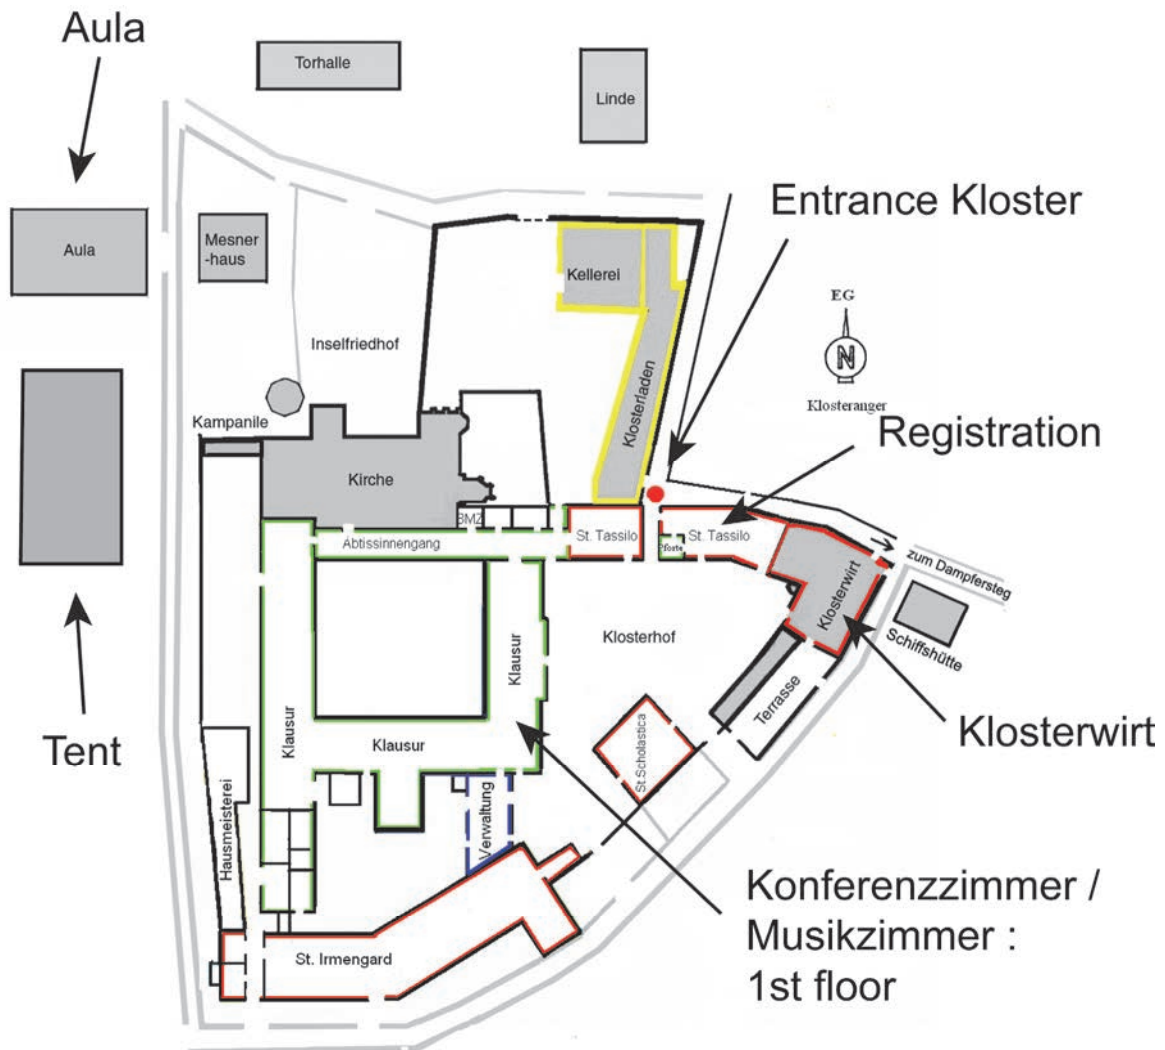 Aula
Torhalle
Linde
Entrance Kloster
Aula
Mesner
-haus
Kellerei
EG
N
Klosteranger
Inselfriedhof
Klosterladen
Kampanile
Registration
Kirche
BMZ
St. Tassilo
Pforte
St. Tassilo
Abtissinnengang
zum Dampfersteg
Klosterwirt
Schiffshütte
Klosterhof
Klausur
Terrasse
Klausur
Klausur
St.Scholastica
Klosterwirt
Tent
Hausmeisterei
Verwaltung
Konferenzzimmer /
Musikzimmer :
1st floor
St. Irmengard